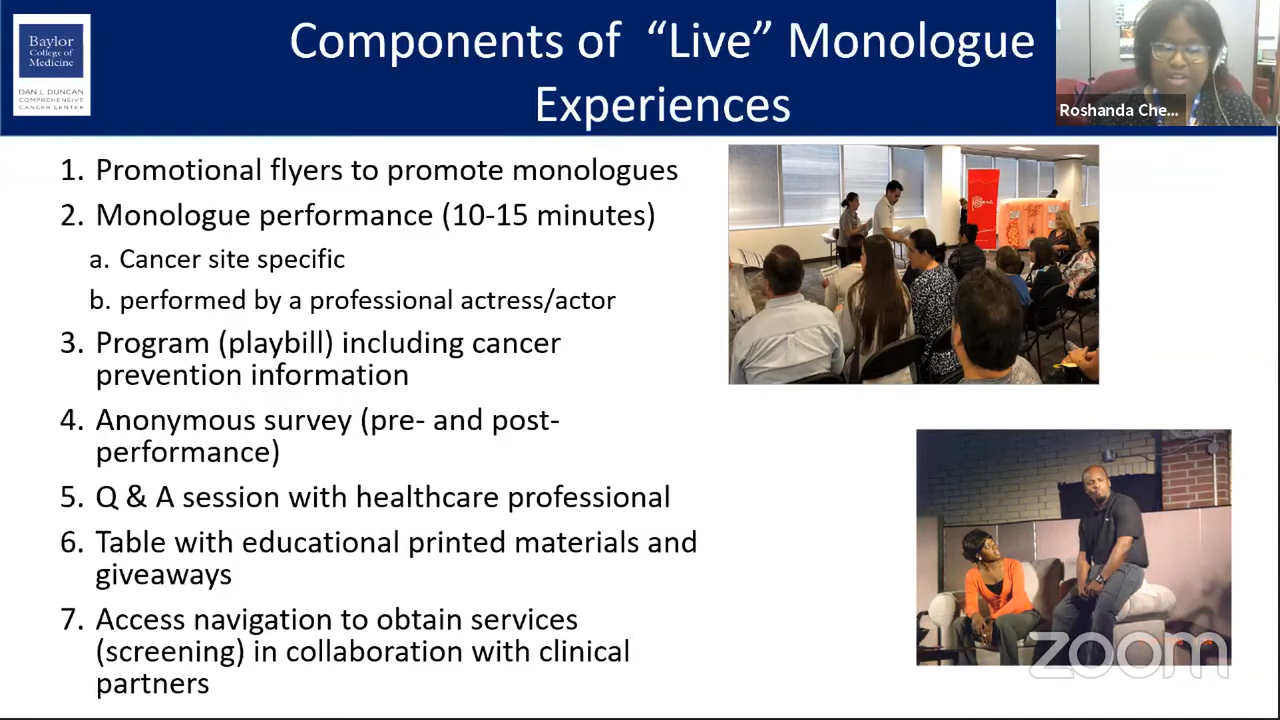 Baylor
College of
Medicine
DAN L DUNCAN
COMPREHENSIVE
CANCER CENTER
Components of “Live” Monologue
Experiences
Roshanda Che...
1. Promotional flyers to promote monologues
2. Monologue performance (10-15 minutes)
a. Cancer site specific
b. performed by a professional actress/actor
3. Program (playbill) including cancer
prevention information
4. Anonymous survey (pre- and post-
performance)
5. Q & A session with healthcare professional
6. Table with educational printed materials and
giveaways
7. Access navigation to obtain services
(screening) in collaboration with clinical
partners
zoom